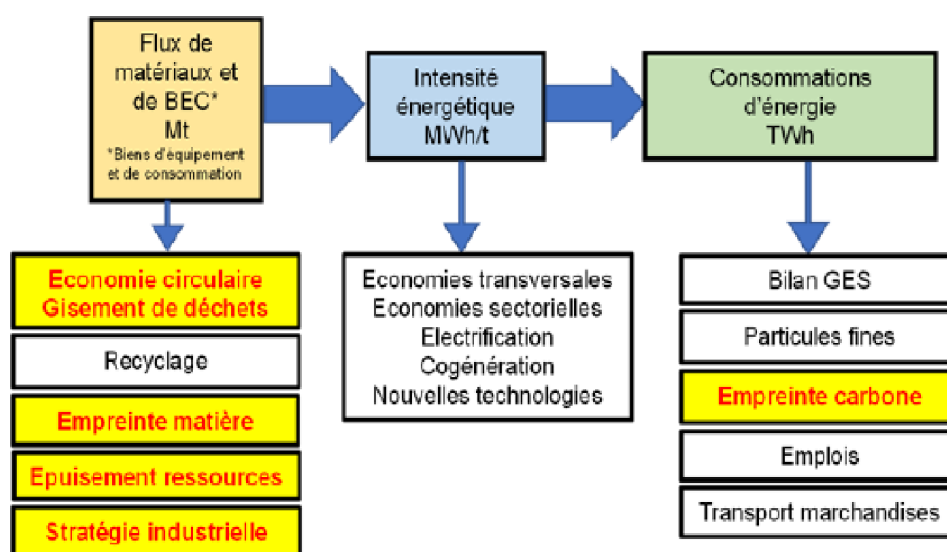 Flux de
matériaux et
de BEC*
Mt
*Biens d'équipement
et de consommation
Intensité
énergétique
MWh/t
Consommations
d'énergie
TWh
Economie circulaire
Gisement de déchets
Recyclage
Empreinte matière
Epuisement ressources
Stratégie industrielle
Economies transversales
Economies sectorielles
Electrification
Cogénération
Nouvelles technologies
Bilan GES
Particules fines
Empreinte carbone
Emplois
Transport marchandises